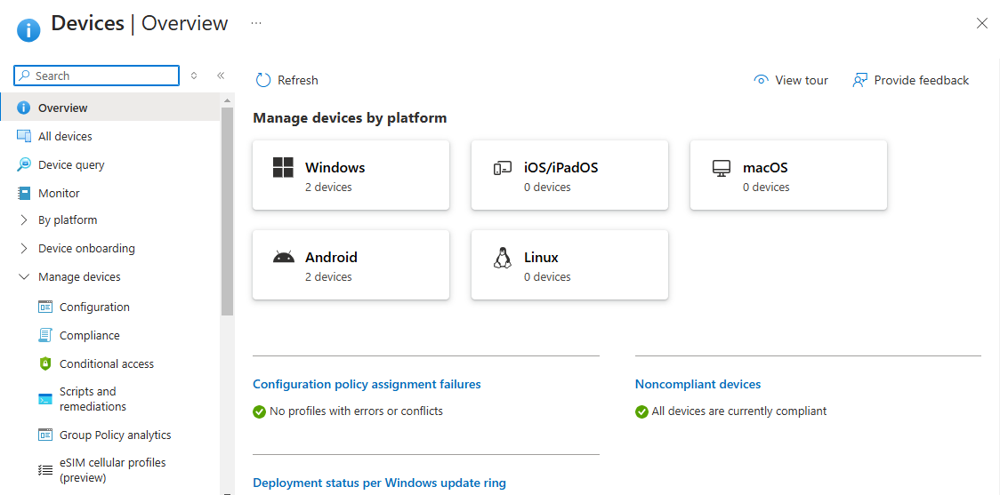 Devices | Overview ...
Search
Overview
All devices
Device query
Monitor
By platform
Device onboarding
Manage devices
Configuration
Compliance
Conditional access
Scripts and
remediations
Group Policy analytics
eSIM cellular profiles
(preview)
Refresh
View tour
Provide feedback
Manage devices by platform
Windows
2 devices
iOS/iPadOS
0 devices
macOS
0 devices
Android
2 devices
Linux
0 devices
Configuration policy assignment failures
No profiles with errors or conflicts
Noncompliant devices
All devices are currently compliant
Deployment status per Windows update ring